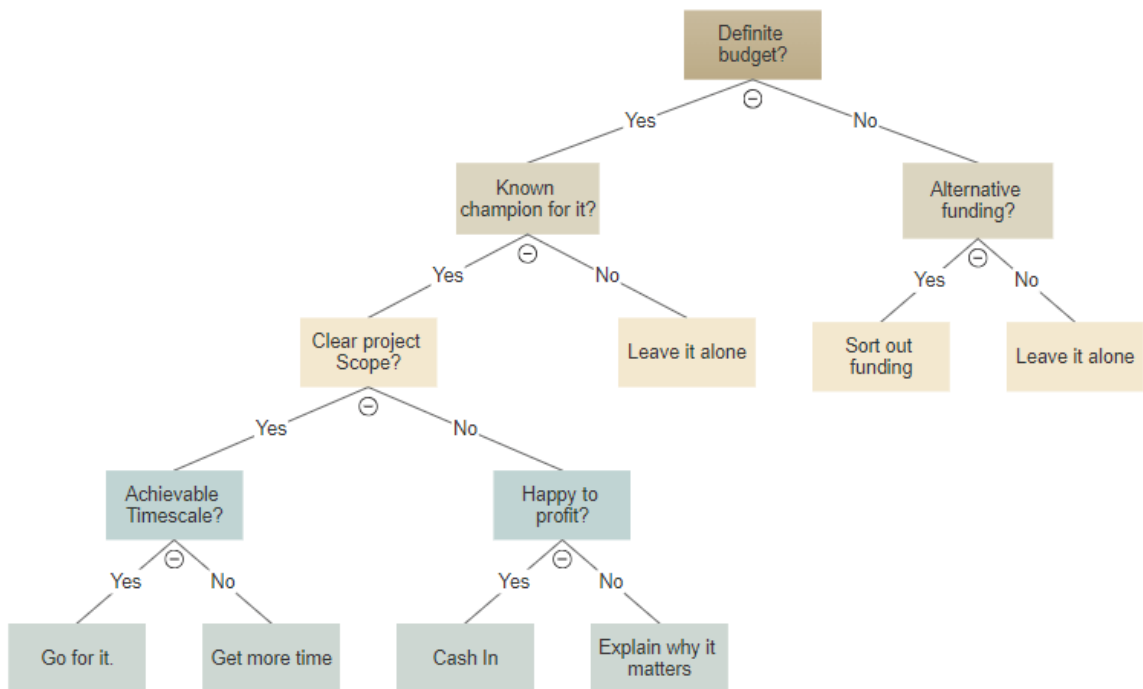 Definite
budget?
Yes
No
Known
champion for it?
Alternative
funding?
Yes
No
Yes
No
Clear project
Scope?
Leave it alone
Sort out
funding
Leave it alone
Yes
No
Achievable
Timescale?
Happy to
profit?
Yes
No
Yes
No
Go for it.
Get more time
Cash In
Explain why it
matters